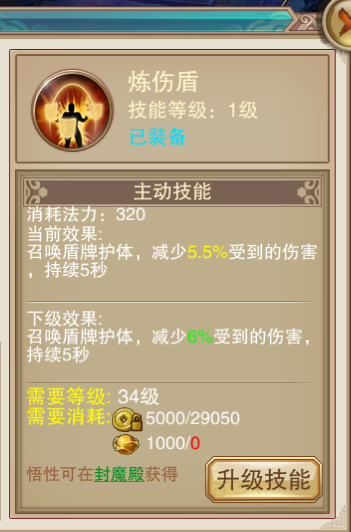 炼伤盾
技能等级：1级
已装备
主动技能
消耗法力：320
当前效果:
召唤盾牌护体，减少5.5%受到的伤害
，持续5秒
下级效果:
召唤盾牌护体，减少6%受到的伤害，
持续5秒
需要等级: 34级
需要消耗: 5000/29050
1000/0
悟性可在封魔殿获得
升级技能